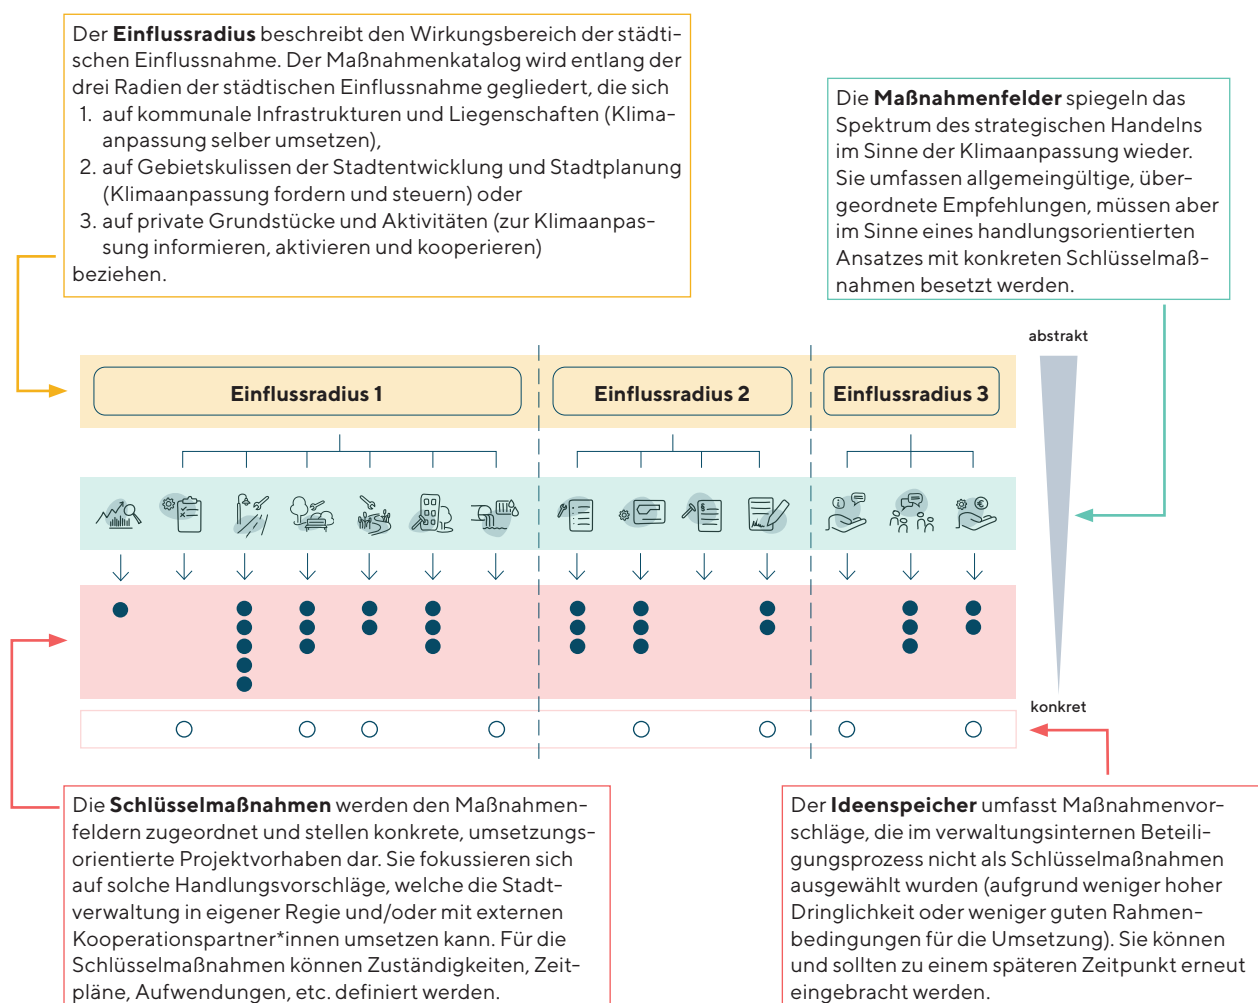 Der Einflussradius beschreibt den Wirkungsbereich der städti-
schen Einflussnahme. Der Maßnahmenkatalog wird entlang der
drei Radien der städtischen Einflussnahme gegliedert, die sich
1. auf kommunale Infrastrukturen und Liegenschaften (Klima-
anpassung selber umsetzen),
2. auf Gebietskulissen der Stadtentwicklung und Stadtplanung
(Klimaanpassung fordern und steuern) oder
3. auf private Grundstücke und Aktivitäten (zur Klimaanpas-
sung informieren, aktivieren und kooperieren)
beziehen.
Die Maßnahmenfelder spiegeln das
Spektrum des strategischen Handelns
im Sinne der Klimaanpassung wieder.
Sie umfassen allgemeingültige, über-
geordnete Empfehlungen, müssen aber
im Sinne eines handlungsorientierten
Ansatzes mit konkreten Schlüsselmaß-
nahmen besetzt werden.
abstrakt
Einflussradius 1
Einflussradius 2
Einflussradius 3
konkret
Die Schlüsselmaßnahmen werden den Maßnahmen-
feldern zugeordnet und stellen konkrete, umsetzungs-
orientierte Projektvorhaben dar. Sie fokussieren sich
auf solche Handlungsvorschläge, welche die Stadt-
verwaltung in eigener Regie und/oder mit externen
Kooperationspartner*innen umsetzen kann. Für die
Schlüsselmaßnahmen können Zuständigkeiten, Zeit-
pläne, Aufwendungen, etc. definiert werden.
Der Ideenspeicher umfasst Maßnahmenvor-
schläge, die im verwaltungsinternen Beteili-
gungsprozess nicht als Schlüsselmaßnahmen
ausgewählt wurden (aufgrund weniger hoher
Dringlichkeit oder weniger guten Rahmen-
bedingungen für die Umsetzung). Sie können
und sollten zu einem späteren Zeitpunkt erneut
eingebracht werden.